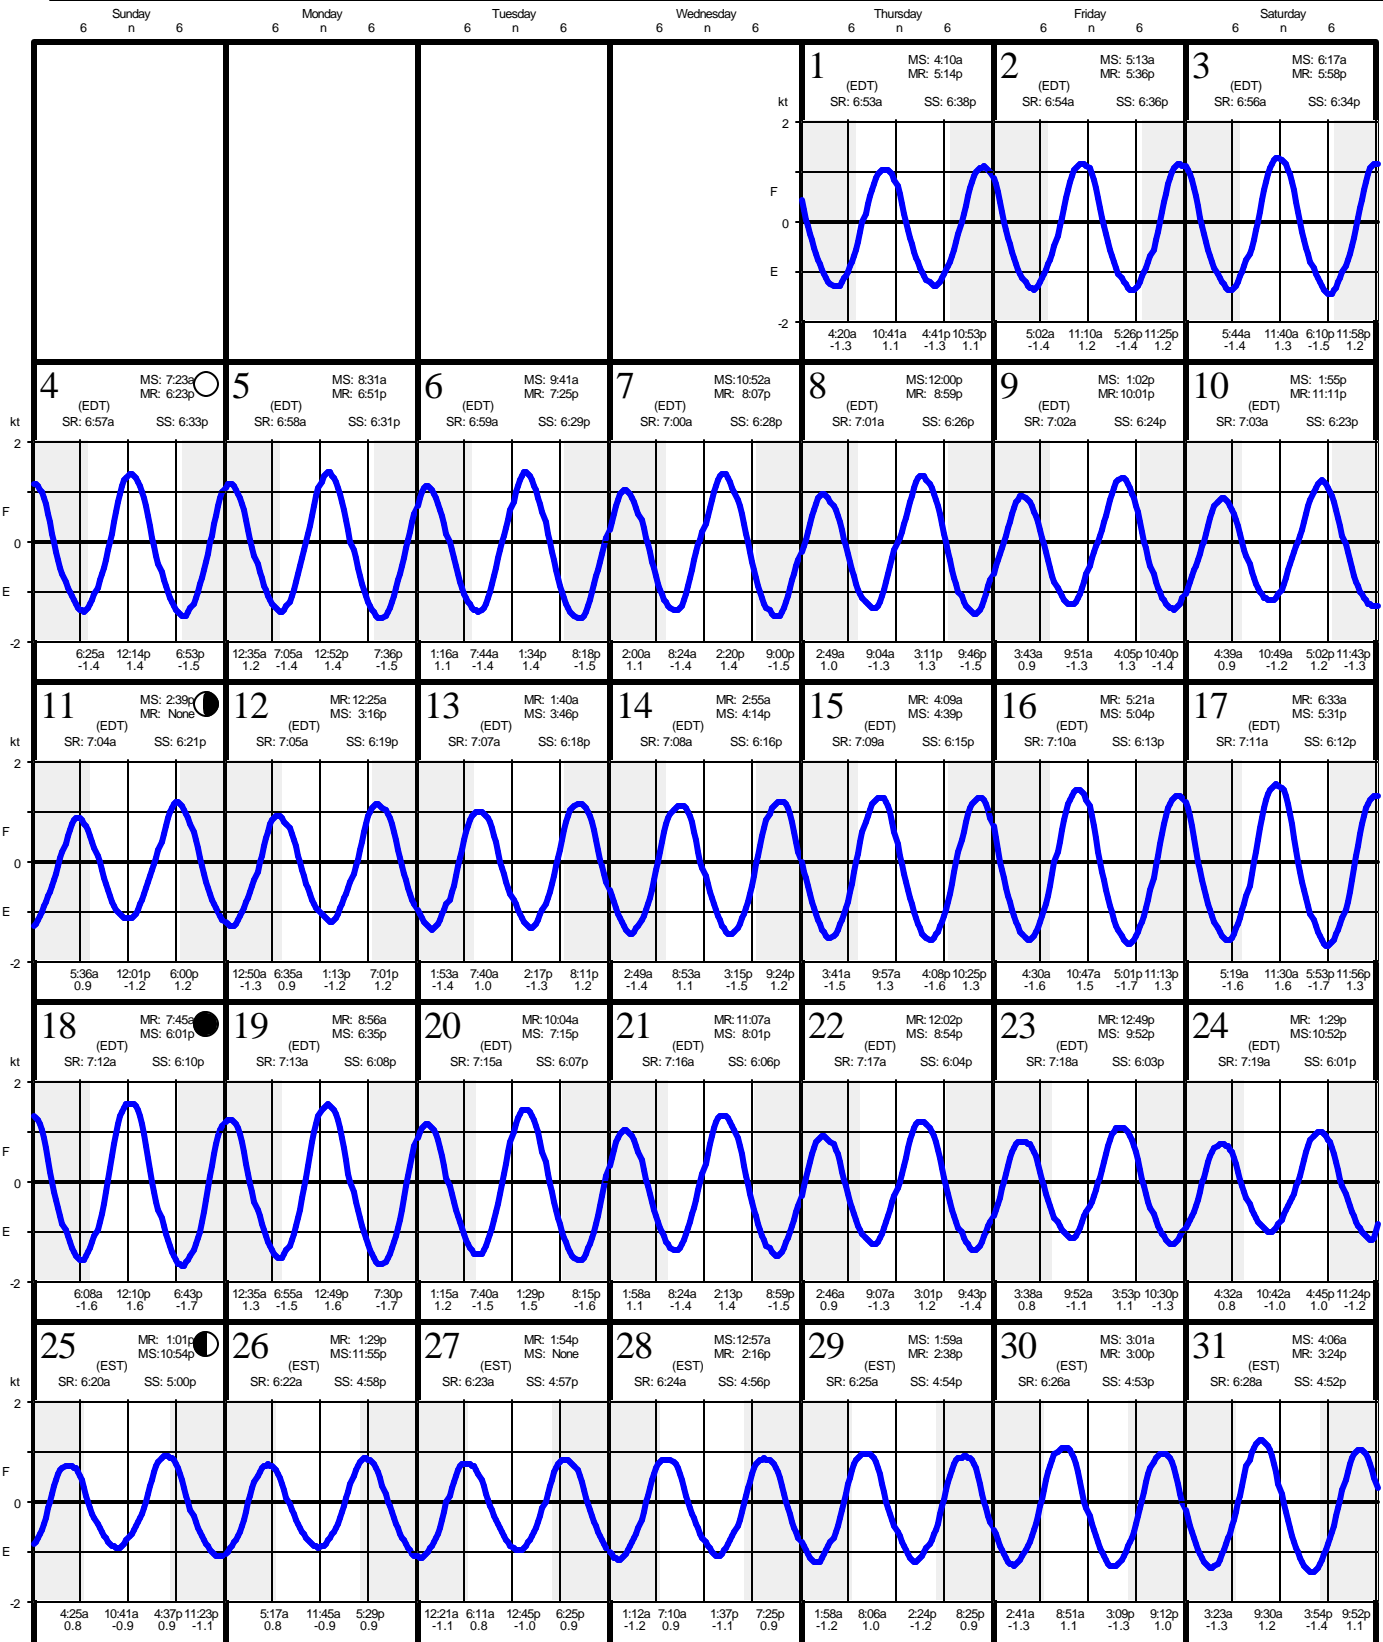 Sunday Monday Tuesday Wednesday Thursday Friday Saturday
6 n 6 6 n 6 6 n 6 6 n 6 6 n 6 6 n 6 6 n 6
1 MS: 4:10a 2 MS: 5:13a 3 MS: 6:17a
MR: 5:14p MR: 5:36p MR: 5:58p
(EDT) (EDT) (EDT)
kt SR: 6:53a SS: 6:38p SR: 6:54a SS: 6:36p SR: 6:56a SS: 6:34p
2
F
0
E
-2
4:20a 10:41a 4:41p 10:53p 5:02a 11:10a 5:26p 11:25p 5:44a 11:40a 6:10p 11:58p
-1.3 1.1 -1.3 1.1 -1.4 1.2 -1.4 1.2 -1.4 1.3 -1.5 1.2
4 MS: 7:23a 5 MS: 8:31a 6 MS: 9:41a 7 MS:10:52a 8 MS:12:00p 9 MS: 1:02p 10 MS: 1:55p
MR: 6:23p MR: 6:51p MR: 7:25p MR: 8:07p MR: 8:59p MR:10:01p MR:11:11p
(EDT) (EDT) (EDT) (EDT) (EDT) (EDT) (EDT)
kt SR: 6:57a SS: 6:33p SR: 6:58a SS: 6:31p SR: 6:59a SS: 6:29p SR: 7:00a SS: 6:28p SR: 7:01a SS: 6:26p SR: 7:02a SS: 6:24p SR: 7:03a SS: 6:23p
2
F
0
E
-2
6:25a 12:14p 6:53p 12:35a 7:05a 12:52p 7:36p 1:16a 7:44a 1:34p 8:18p 2:00a 8:24a 2:20p 9:00p 2:49a 9:04a 3:11p 9:46p 3:43a 9:51a 4:05p 10:40p 4:39a 10:49a 5:02p 11:43p
-1.4 1.4 -1.5 1.2 -1.4 1.4 -1.5 1.1 -1.4 1.4 -1.5 1.1 -1.4 1.4 -1.5 1.0 -1.3 1.3 -1.5 0.9 -1.3 1.3 -1.4 0.9 -1.2 1.2 -1.3
11 MS: 2:39p 12 MR:12:25a 13 MR: 1:40a 14 MR: 2:55a 15 MR: 4:09a 16 MR: 5:21a 17 MR: 6:33a
MR: None MS: 3:16p MS: 3:46p MS: 4:14p MS: 4:39p MS: 5:04p MS: 5:31p
(EDT) (EDT) (EDT) (EDT) (EDT) (EDT) (EDT)
kt SR: 7:04a SS: 6:21p SR: 7:05a SS: 6:19p SR: 7:07a SS: 6:18p SR: 7:08a SS: 6:16p SR: 7:09a SS: 6:15p SR: 7:10a SS: 6:13p SR: 7:11a SS: 6:12p
2
F
0
E
-2
5:36a 12:01p 6:00p 12:50a 6:35a 1:13p 7:01p 1:53a 7:40a 2:17p 8:11p 2:49a 8:53a 3:15p 9:24p 3:41a 9:57a 4:08p 10:25p 4:30a 10:47a 5:01p 11:13p 5:19a 11:30a 5:53p 11:56p
0.9 -1.2 1.2 -1.3 0.9 -1.2 1.2 -1.4 1.0 -1.3 1.2 -1.4 1.1 -1.5 1.2 -1.5 1.3 -1.6 1.3 -1.6 1.5 -1.7 1.3 -1.6 1.6 -1.7 1.3
18 MR: 7:45a 19 MR: 8:56a 20 MR:10:04a 21 MR:11:07a 22 MR:12:02p 23 MR:12:49p 24 MR: 1:29p
MS: 6:01p MS: 6:35p MS: 7:15p MS: 8:01p MS: 8:54p MS: 9:52p MS:10:52p
(EDT) (EDT) (EDT) (EDT) (EDT) (EDT) (EDT)
kt SR: 7:12a SS: 6:10p SR: 7:13a SS: 6:08p SR: 7:15a SS: 6:07p SR: 7:16a SS: 6:06p SR: 7:17a SS: 6:04p SR: 7:18a SS: 6:03p SR: 7:19a SS: 6:01p
2
F
0
E
-2
6:08a 12:10p 6:43p 12:35a 6:55a 12:49p 7:30p 1:15a 7:40a 1:29p 8:15p 1:58a 8:24a 2:13p 8:59p 2:46a 9:07a 3:01p 9:43p 3:38a 9:52a 3:53p 10:30p 4:32a 10:42a 4:45p 11:24p
-1.6 1.6 -1.7 1.3 -1.5 1.6 -1.7 1.2 -1.5 1.5 -1.6 1.1 -1.4 1.4 -1.5 0.9 -1.3 1.2 -1.4 0.8 -1.1 1.1 -1.3 0.8 -1.0 1.0 -1.2
25 MR: 1:01p 26 MR: 1:29p 27 MR: 1:54p 28 MS:12:57a 29 MS: 1:59a 30 MS: 3:01a 31 MS: 4:06a
MS:10:54p MS:11:55p MS: None MR: 2:16p MR: 2:38p MR: 3:00p MR: 3:24p
(EST) (EST) (EST) (EST) (EST) (EST) (EST)
kt SR: 6:20a SS: 5:00p SR: 6:22a SS: 4:58p SR: 6:23a SS: 4:57p SR: 6:24a SS: 4:56p SR: 6:25a SS: 4:54p SR: 6:26a SS: 4:53p SR: 6:28a SS: 4:52p
2
F
0
E
-2
4:25a 10:41a 4:37p 11:23p 5:17a 11:45a 5:29p 12:21a 6:11a 12:45p 6:25p 1:12a 7:10a 1:37p 7:25p 1:58a 8:06a 2:24p 8:25p 2:41a 8:51a 3:09p 9:12p 3:23a 9:30a 3:54p 9:52p
0.8 -0.9 0.9 -1.1 0.8 -0.9 0.9 -1.1 0.8 -1.0 0.9 -1.2 0.9 -1.1 0.9 -1.2 1.0 -1.2 0.9 -1.3 1.1 -1.3 1.0 -1.3 1.2 -1.4 1.1